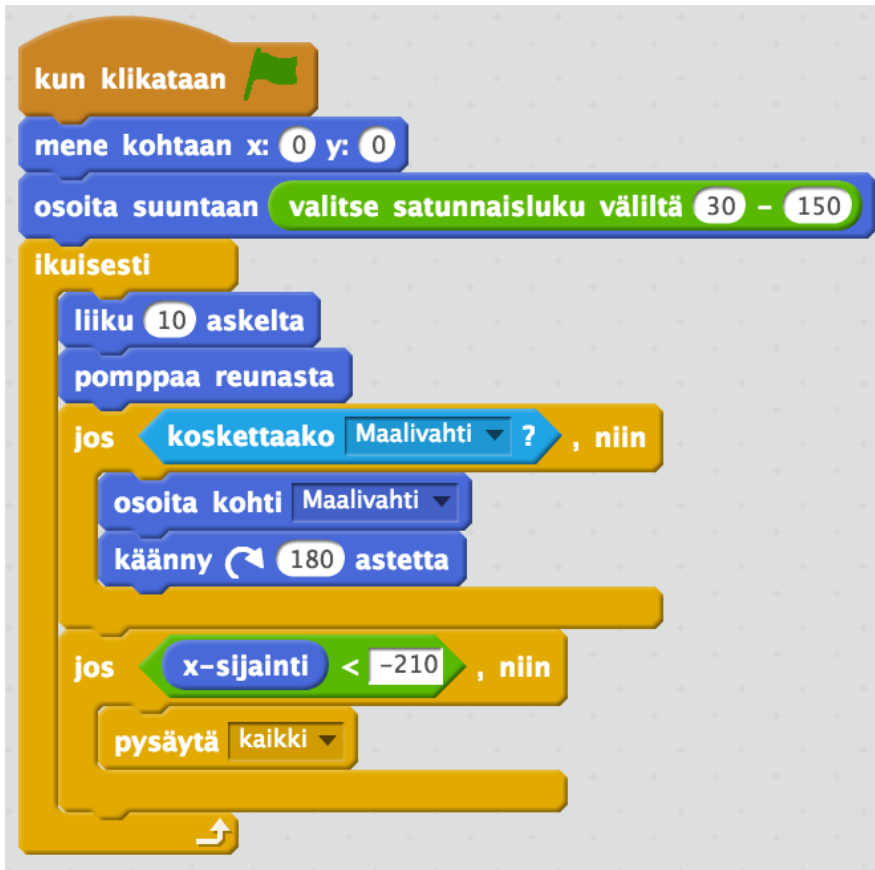 kun klikataan
mene kohtaan x: 0 y: 0
osoita suuntaan valitse satunnaisluku väliltä 30 - 150
ikuisesti
liiku 10 askelta
pomppaa reunasta
jos koskettaako Maalivahti ? , niin
osoita kohti Maalivahti
käänny 180 astetta
jos x-sijainti < -210 , niin
pysäytä kaikki